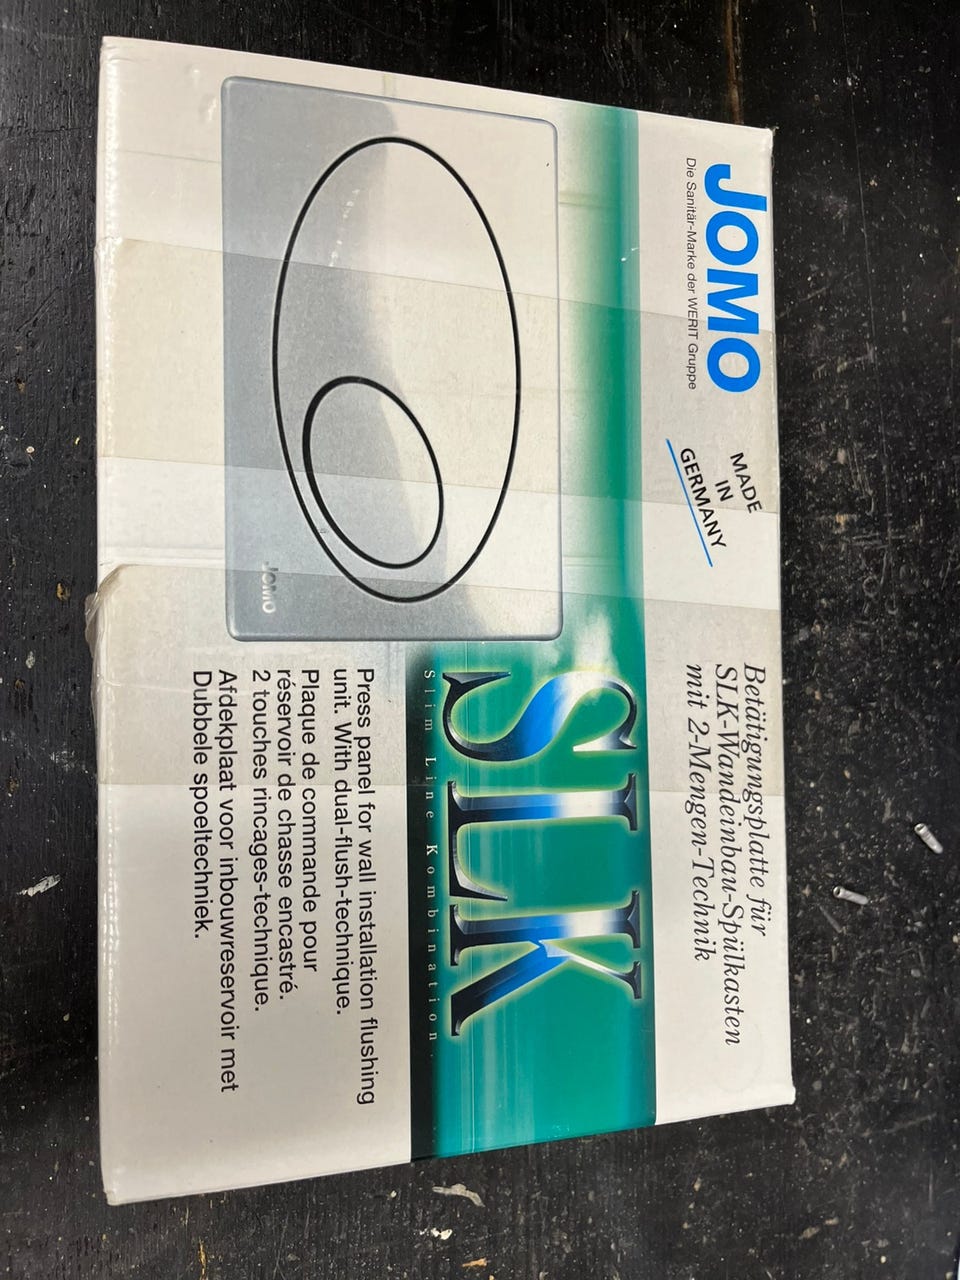 JOMO
Die Sanitär-Marke der WERIT Gruppe
MADE
IN
GERMANY
Betätigungsplatte für
SLK-Wandeinbau-Spülkasten
mit 2-Mengen-Technik
SLK
Slim Line Kombination
JOMO
Press panel for wall installation flushing
unit. With dual-flush-technique.
Plaque de commande pour
réservoir de chasse encastré.
2 touches rincages-technique.
Afdekplaat voor inbouwreservoir met
Dubbele spoeltechniek.